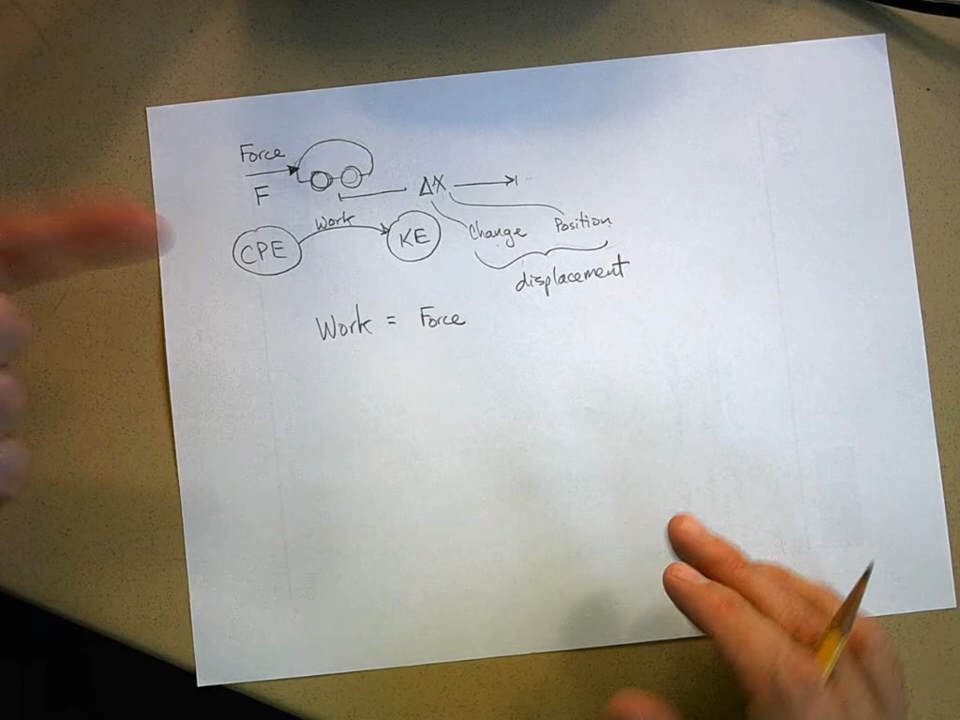 Force
F
ΔX
Work
CPE
KE
Change Position
displacement
Work = Force